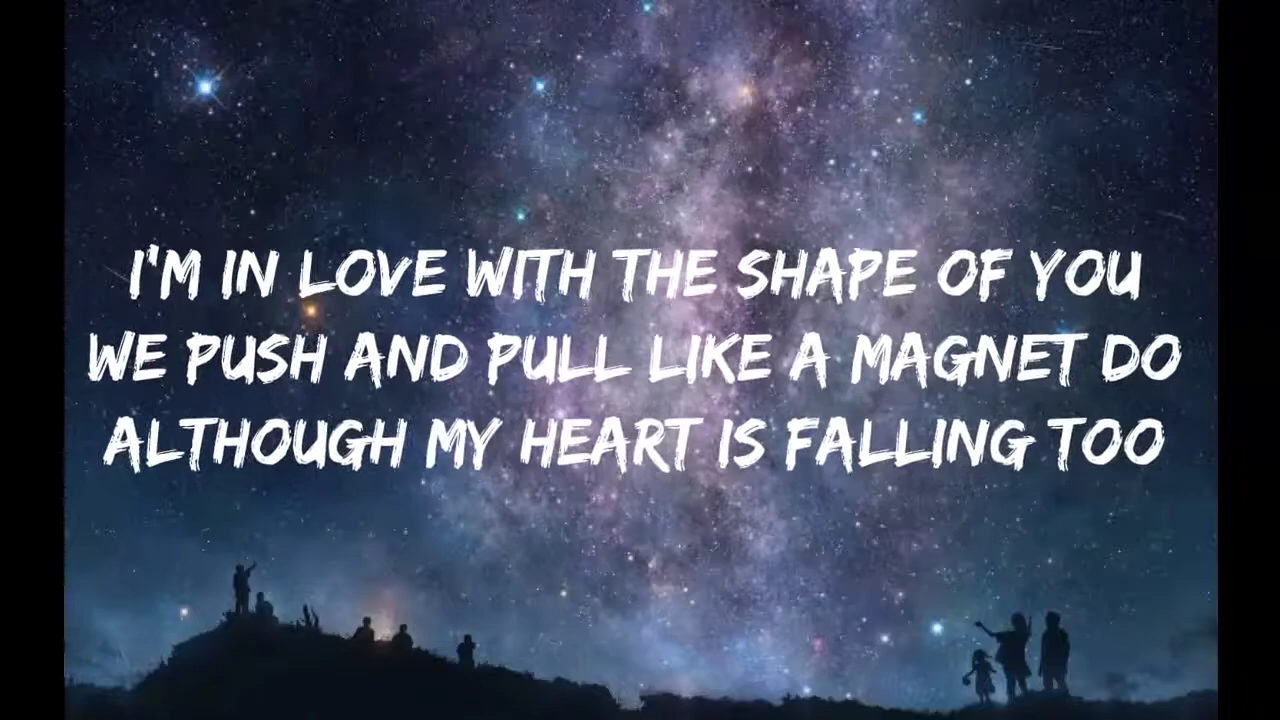 I'M IN LOVE WITH THE SHAPE OF YOU
WE PUSH AND PULL LIKE A MAGNET DO
ALTHOUGH MY HEART IS FALLING TOO